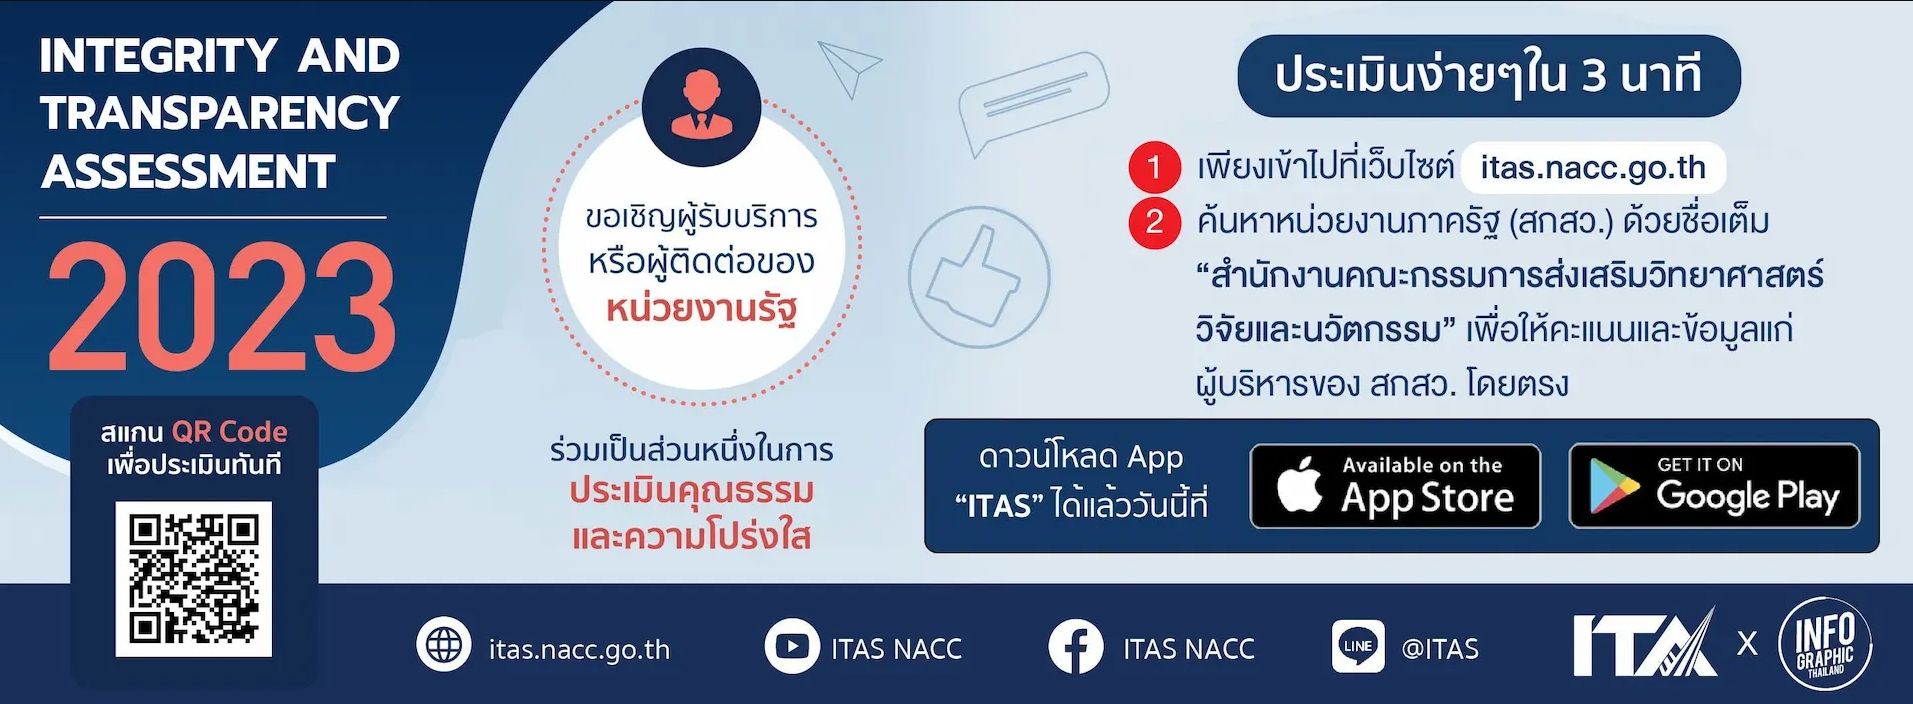 INTEGRITY AND
TRANSPARENCY
ASSESSMENT
2023
สแกน QR Code
เพื่อประเมินทันที
ขอเชิญผู้รับบริการ
หรือผู้ติดต่อของ
หน่วยงานรัฐ
ร่วมเป็นส่วนหนึ่งในการ
ประเมินคุณธรรม
และความโปร่งใส
ประเมินง่ายๆใน 3 นาที
1 เพียงเข้าไปที่เว็บไซต์ itas.nacc.go.th
2 ค้นหาหน่วยงานภาครัฐ (สกสว.) ด้วยชื่อเต็ม
“สำนักงานคณะกรรมการส่งเสริมวิทยาศาสตร์
วิจัยและนวัตกรรม” เพื่อให้คะแนนและข้อมูลแก่
ผู้บริหารของ สกสว. โดยตรง
ดาวน์โหลด App
“ITAS” ได้แล้ววันนี้ที่
Available on the
App Store
GET IT ON
Google Play
itas.nacc.go.th
ITAS NACC
ITAS NACC
LINE
@ITAS
ITA X
INFO
GRAPHIC
THAILAND